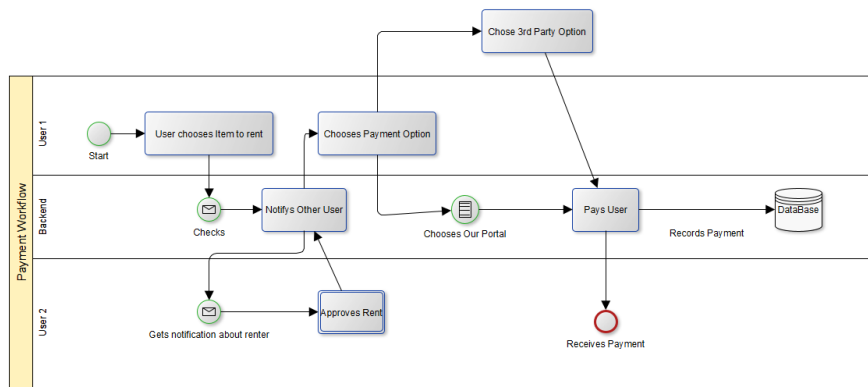 Chose 3rd Party Option
Payment Workflow
User 1
Start
User chooses Item to rent
Chooses Payment Option
Backend
Checks
Notifys Other User
Chooses Our Portal
Pays User
Records Payment
DataBase
User 2
Gets notification about renter
Approves Rent
Receives Payment